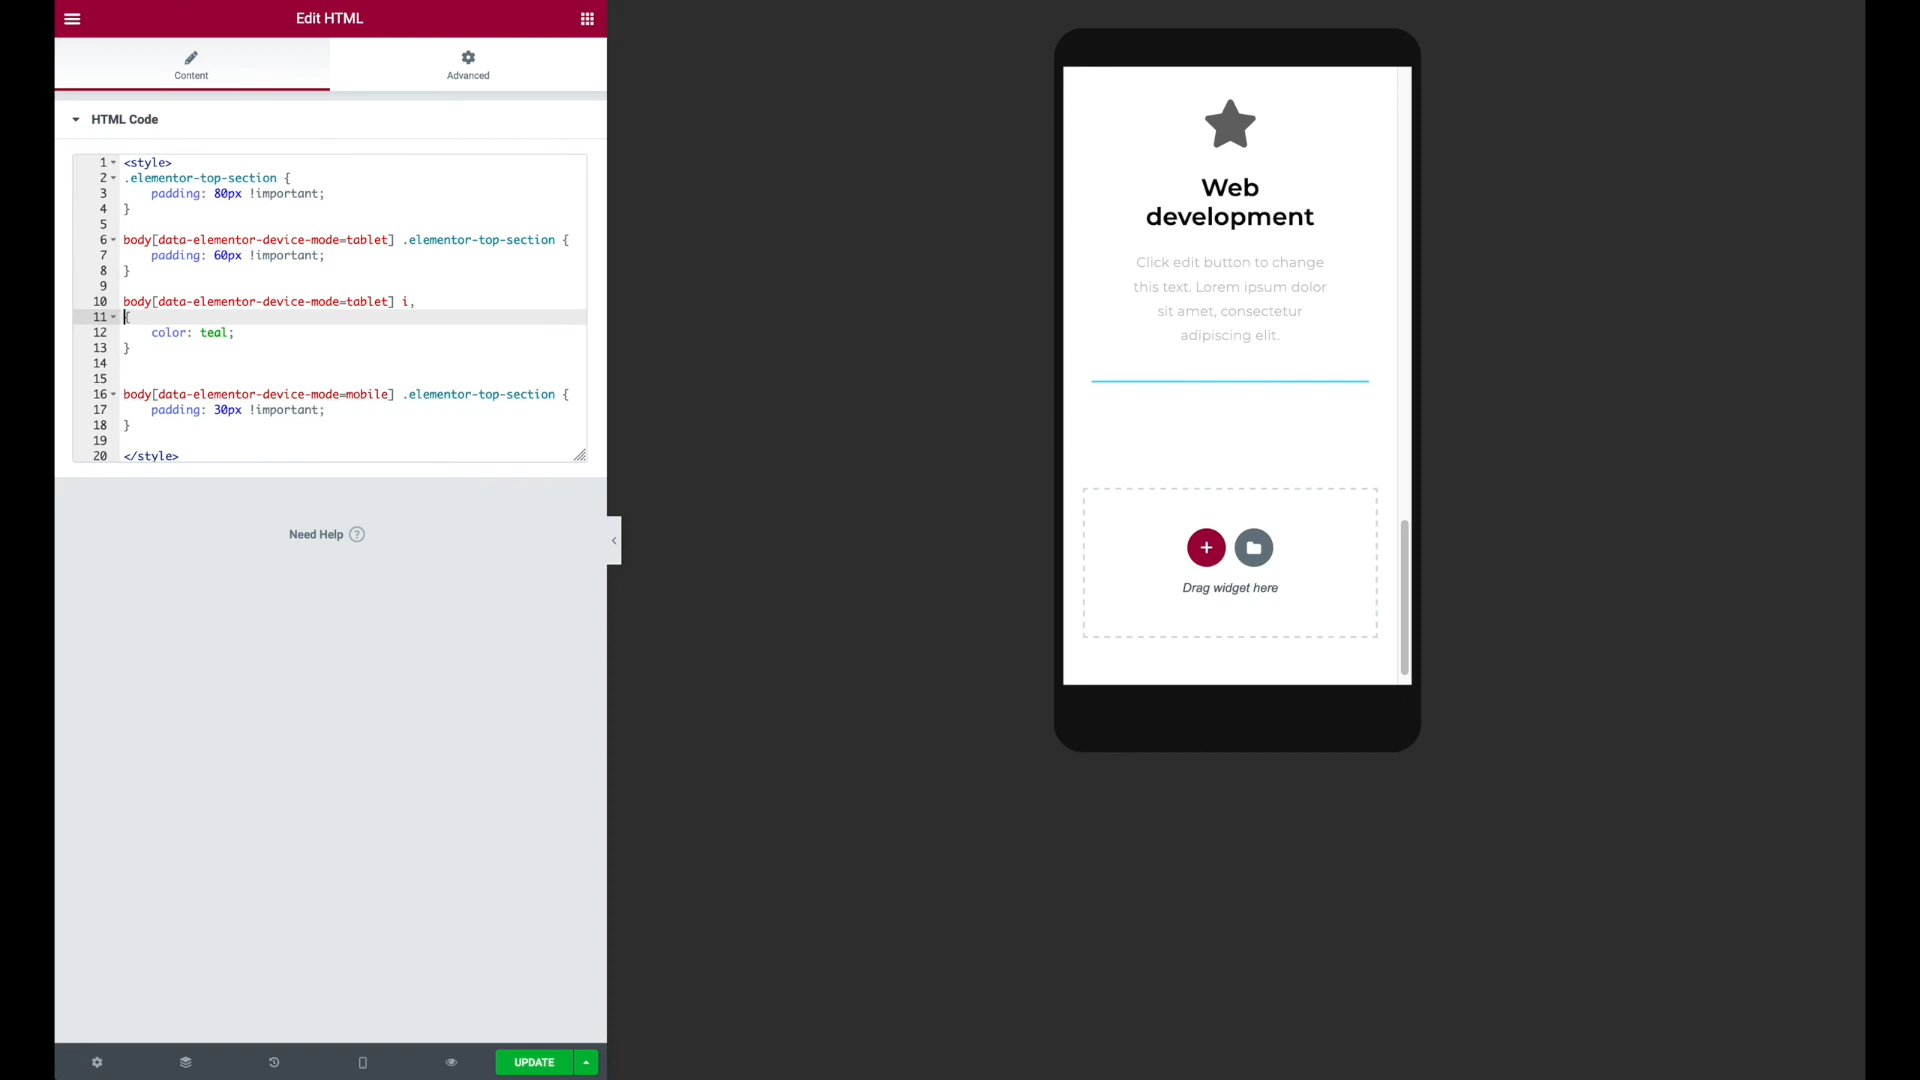 Edit HTML
Content
Advanced
HTML Code
1 <style>
2 .elementor-top-section {
3 padding: 80px !important;
4 }
5
6 body[data-elementor-device-mode=tablet] .elementor-top-section {
7 padding: 60px !important;
8 }
9
10 body[data-elementor-device-mode=tablet] i,
11 {
12 color: teal;
13 }
14
15
16 body[data-elementor-device-mode=mobile] .elementor-top-section {
17 padding: 30px !important;
18 }
19
20 </style>
Need Help ?
UPDATE
Web
development
Click edit button to change
this text. Lorem ipsum dolor
sit amet, consectetur
adipiscing elit.
Drag widget here